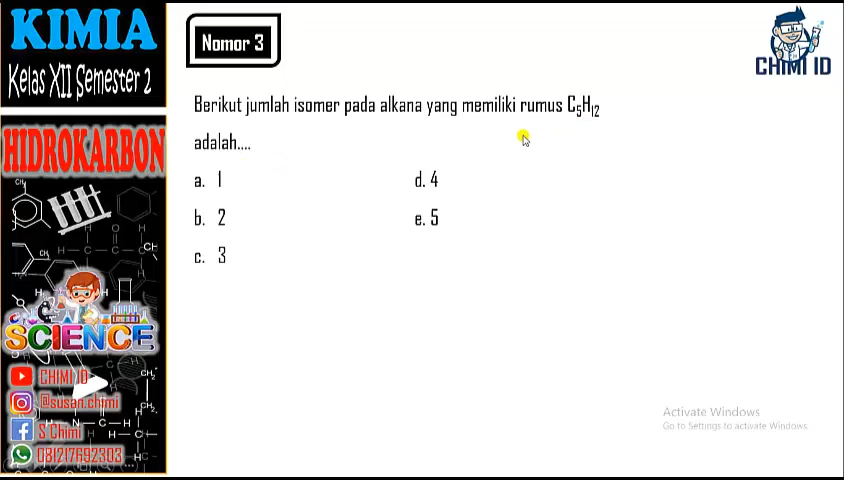 KIMIA
Kelas XII Semester 2
HIDROKARBON
SCIENCE
CHIMI ID
@susan.chimi
S Chimi
081217692303
Nomor 3
CHIMI ID
Berikut jumlah isomer pada alkana yang memiliki rumus C₅H₁₂
adalah....
a. 1
b. 2
c. 3
d. 4
e. 5
Activate Windows
Go to Settings to activate Windows.